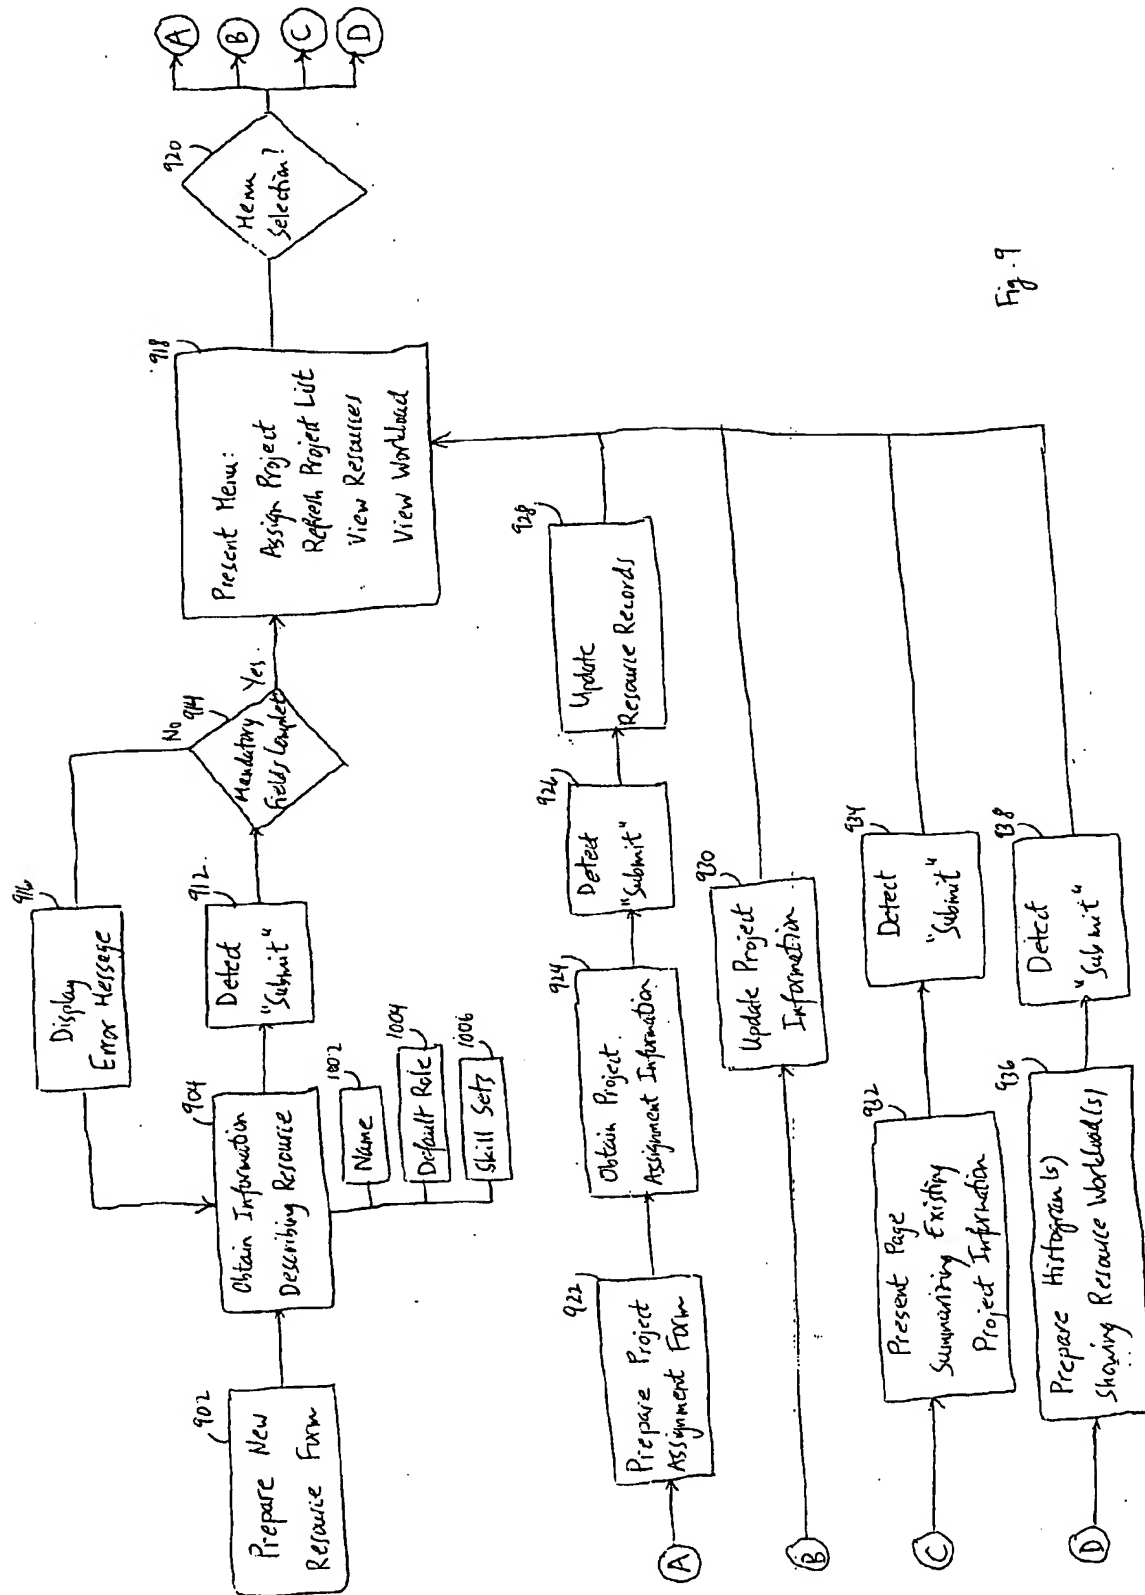 902
Prepare New
Resource Form
904
Obtain Information
Describing Resource
1002
Name
1004
Default Role
1006
Skill Sets
912
Detect
"Submit"
916
Display
Error Message
914
Mandatory
Fields Complete
No
Yes
918
Present Menu:
Assign Project
Refresh Project List
View Resources
View Workload
920
Menu
Selection?
A
B
C
D
A
922
Prepare Project
Assignment Form
924
Obtain Project
Assignment Information
926
Detect
"Submit"
928
Update
Resource Records
B
930
Update Project
Information
C
932
Present Page
Summarizing Existing
Project Information
934
Detect
"Submit"
D
936
Prepare Histogram(s)
Showing Resource Workload(s)
938
Detect
"Submit"
Fig. 9